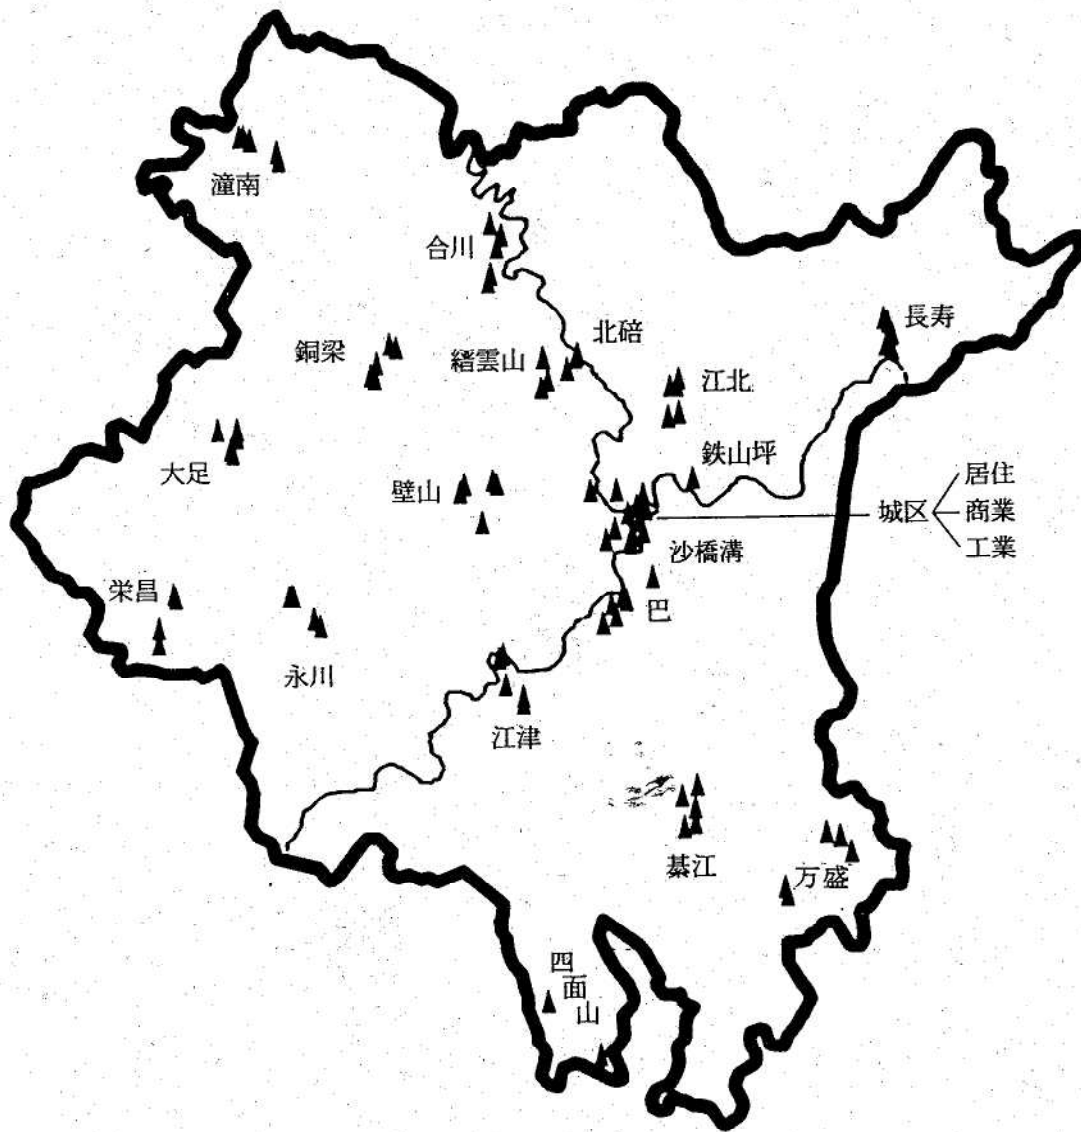 潼南
合川
北碚
長寿
銅梁
縉雲山
江北
大足
壁山
鉄山坪
居住
城区
商業
工業
沙橋溝
栄昌
巴
永川
江津
綦江
万盛
四面山